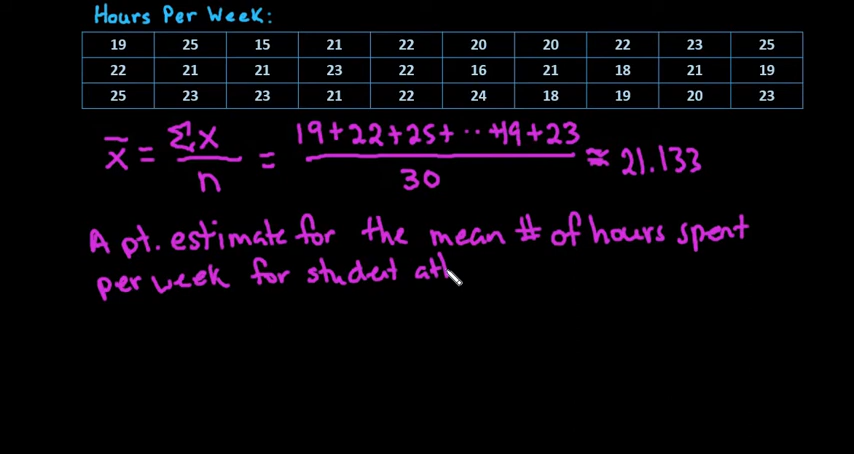 Hours Per Week:
19 25 15 21 22 20 20 22 23 25
22 21 21 23 22 16 21 18 21 19
25 23 23 21 22 24 18 19 20 23
x̄ = Σx / n = 19+22+25+ ··· +19+23 / 30 ≈ 21.133
A pt. estimate for the mean # of hours spent
per week for student ath